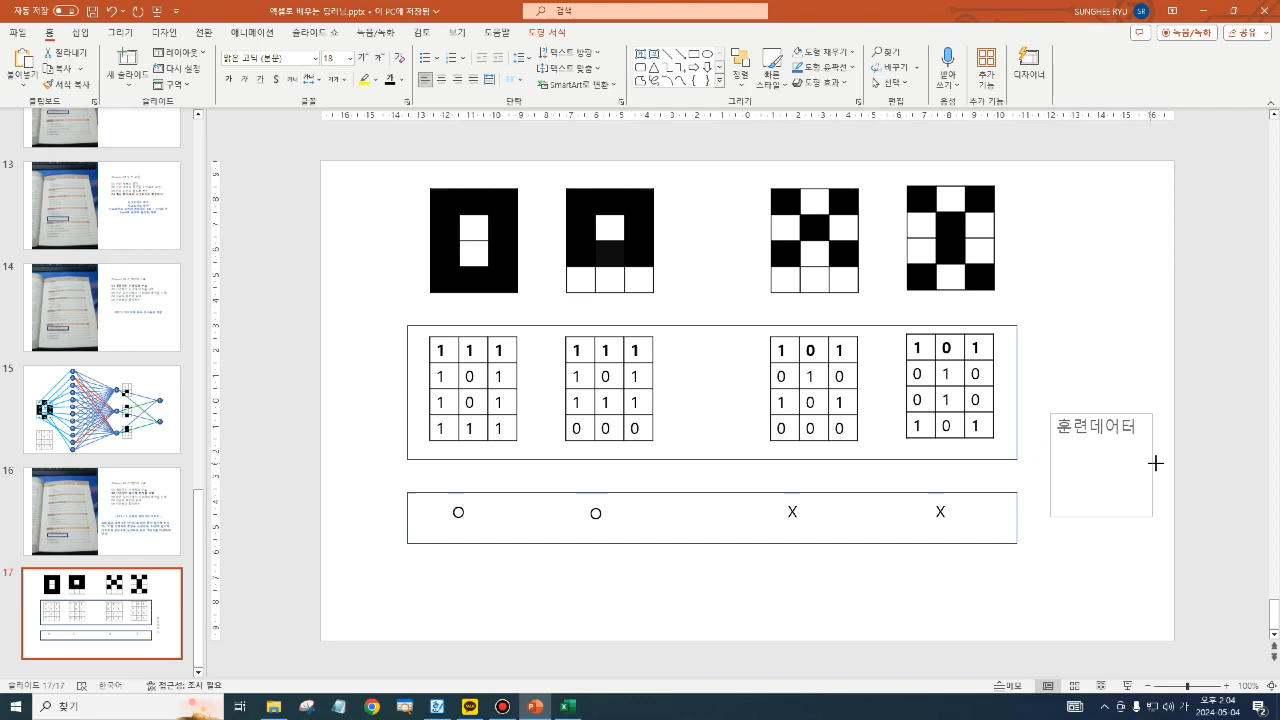 자동 저장
엑셀로 배우는 딥러닝.pptx • 이 PC에 저장됨
검색
SUNGHEE RYU
SR
파일
홈
삽입
그리기
디자인
전환
애니메이션
슬라이드 쇼
녹음/녹화
검토
보기
도움말
도형 서식
녹음/녹화
공유
잘라내기
복사
서식 복사
클립보드
새 슬라이드
레이아웃
다시 설정
구역
슬라이드
맑은 고딕 (본문)
18
글꼴
텍스트 방향
텍스트 맞춤
SmartArt로 변환
단락
정렬
빠른 스타일
도형 채우기
도형 윤곽선
도형 효과
찾기
바꾸기
선택
편집
받아쓰기
음성
추가 기능
추가 기능
디자이너
13
14
15
16
17
1 1 1
1 0 1
1 0 1
1 1 1
1 1 1
1 0 1
1 1 1
0 0 0
1 0 1
0 1 0
1 0 1
0 0 0
1 0 1
0 1 0
0 1 0
1 0 1
훈련데이터
O O X X
슬라이드 17/17
한국어
접근성: 조사 필요
메모
100%
찾기
오후 2:04
2024-05-04